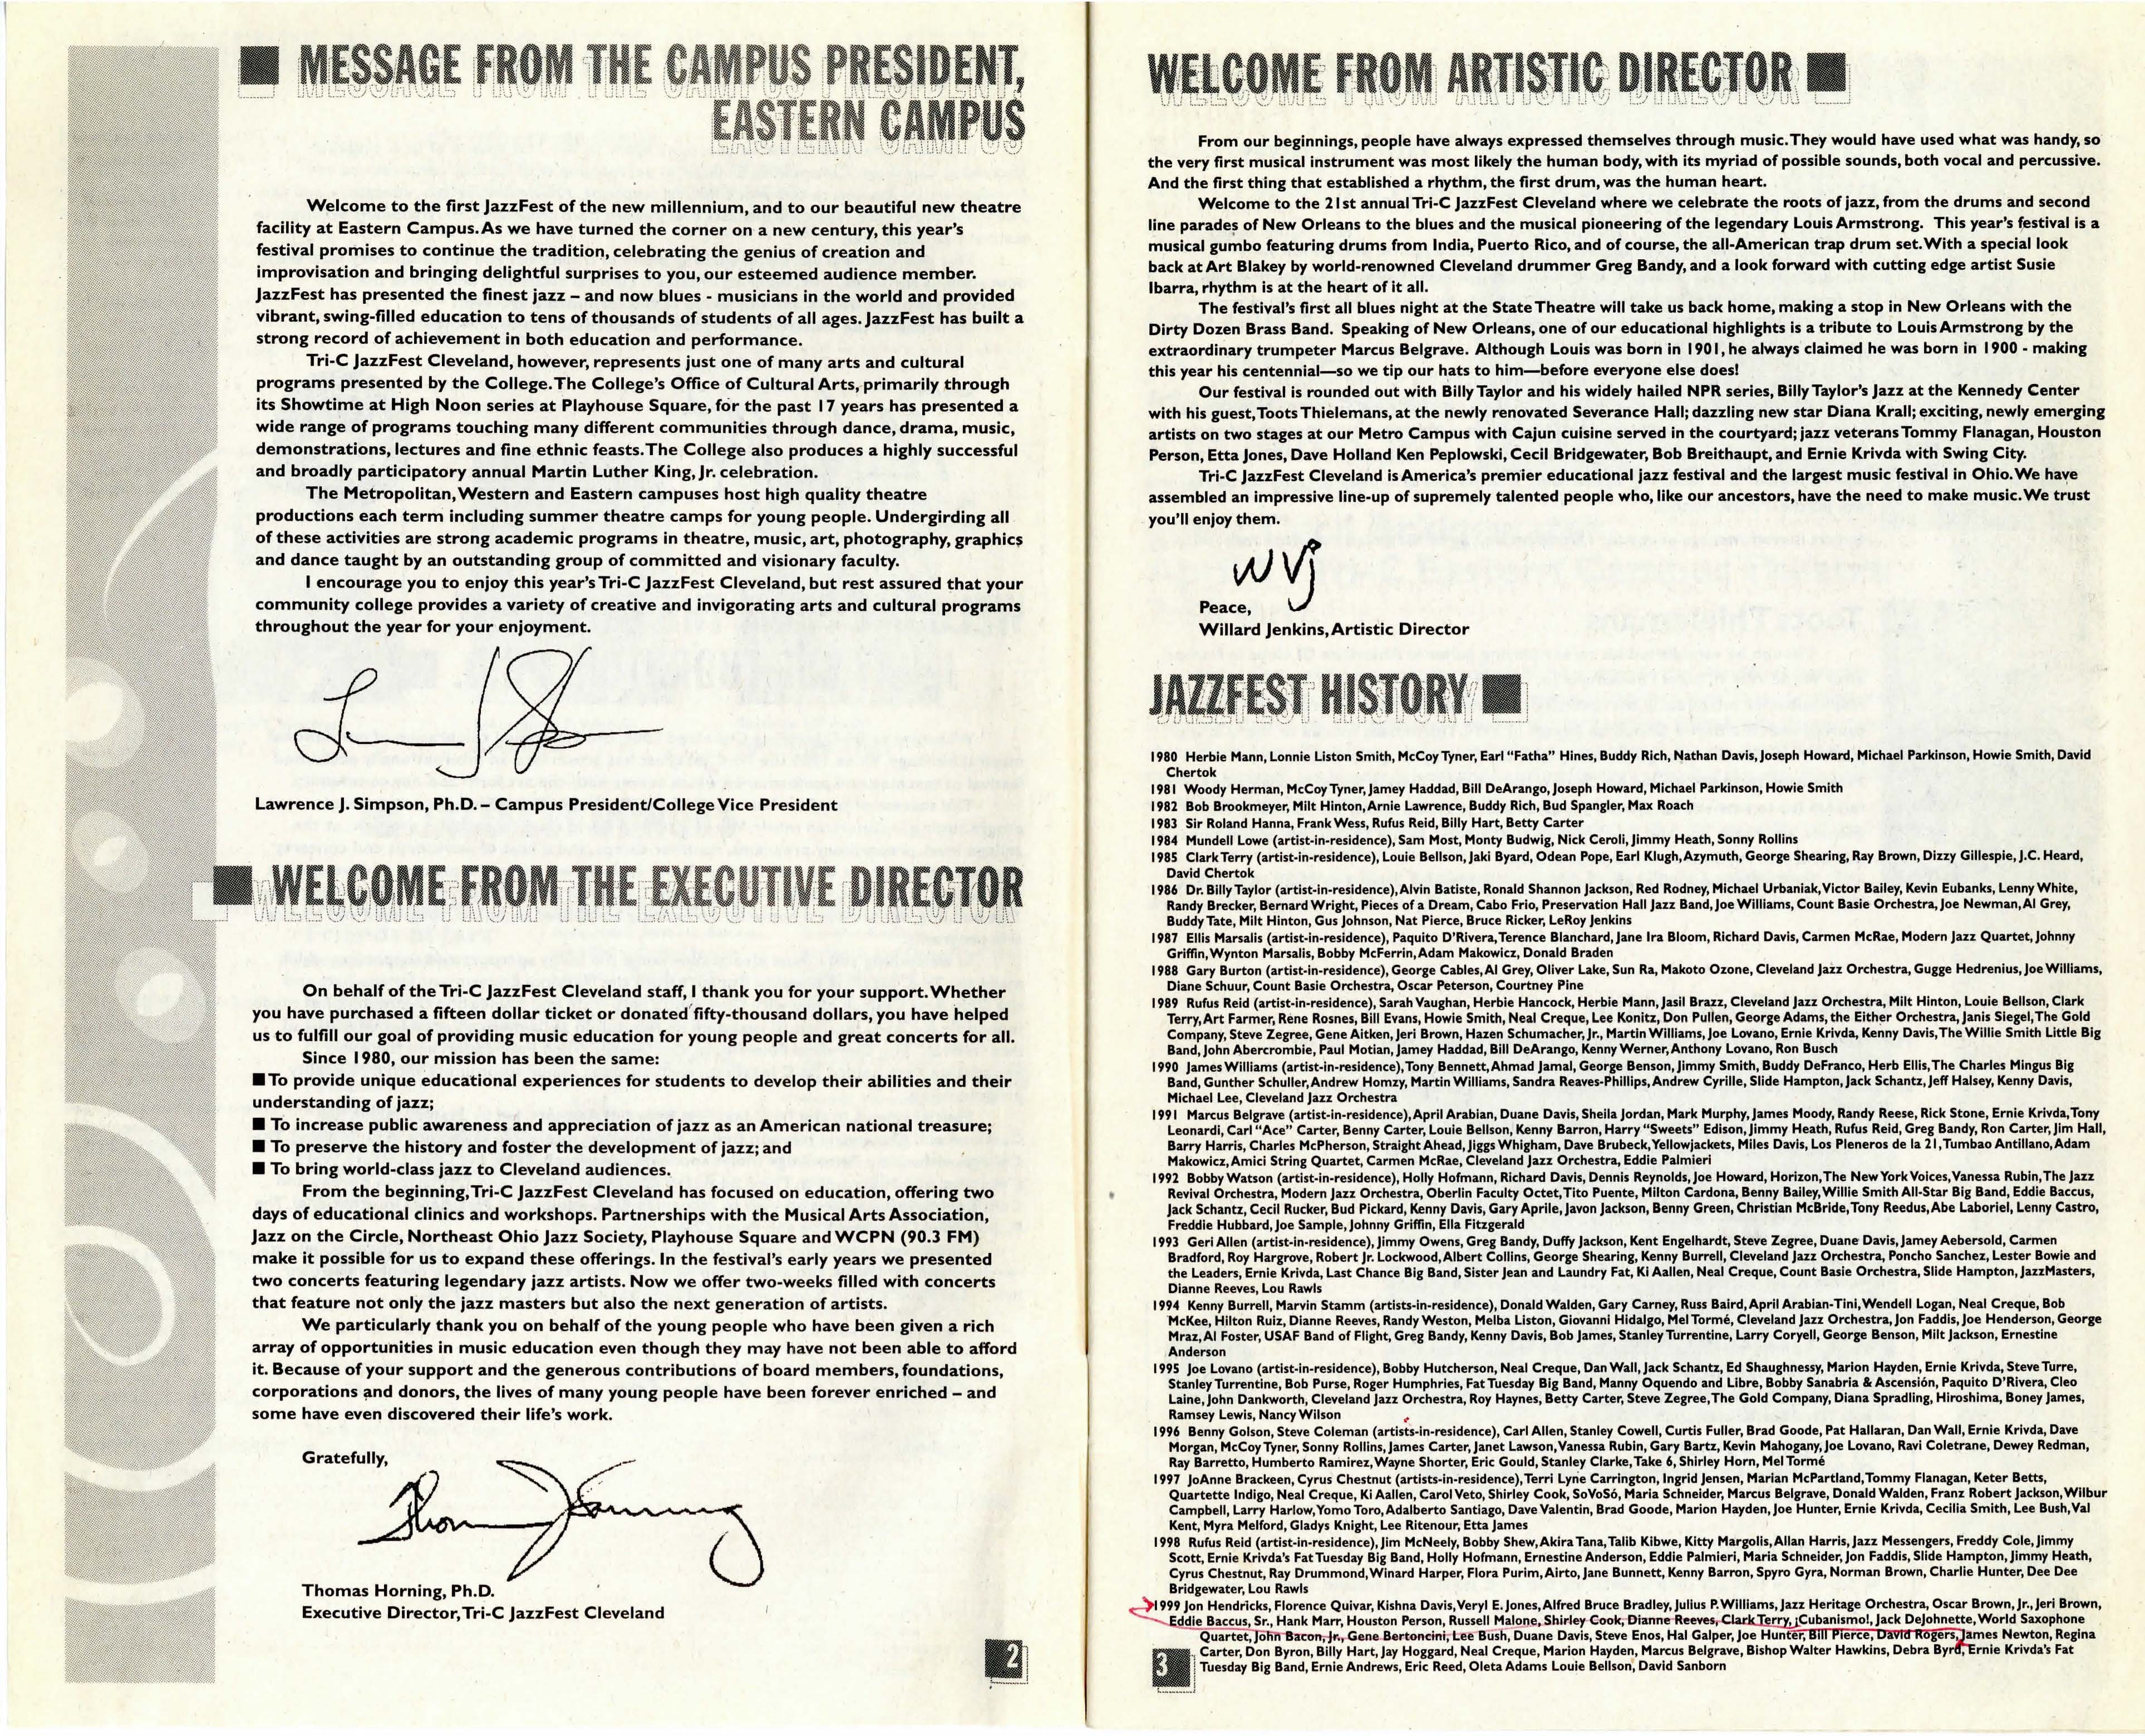 MESSAGE FROM THE CAMPUS PRESIDENT,
EASTERN CAMPUS
Welcome to the first JazzFest of the new millennium, and to our beautiful new theatre
facility at Eastern Campus. As we have turned the corner on a new century, this year's
festival promises to continue the tradition, celebrating the genius of creation and
improvisation and bringing delightful surprises to you, our esteemed audience member.
JazzFest has presented the finest jazz – and now blues - musicians in the world and provided
vibrant, swing-filled education to tens of thousands of students of all ages. JazzFest has built a
strong record of achievement in both education and performance.
Tri-C JazzFest Cleveland, however, represents just one of many arts and cultural
programs presented by the College. The College's Office of Cultural Arts, primarily through
its Showtime at High Noon series at Playhouse Square, for the past 17 years has presented a
wide range of programs touching many different communities through dance, drama, music,
demonstrations, lectures and fine ethnic feasts. The College also produces a highly successful
and broadly participatory annual Martin Luther King, Jr. celebration.
The Metropolitan, Western and Eastern campuses host high quality theatre
productions each term including summer theatre camps for young people. Undergirding all
of these activities are strong academic programs in theatre, music, art, photography, graphics
and dance taught by an outstanding group of committed and visionary faculty.
I encourage you to enjoy this year's Tri-C JazzFest Cleveland, but rest assured that your
community college provides a variety of creative and invigorating arts and cultural programs
throughout the year for your enjoyment.
Lawrence J. Simpson, Ph.D. – Campus President/College Vice President
WELCOME FROM THE EXECUTIVE DIRECTOR
On behalf of the Tri-C JazzFest Cleveland staff, I thank you for your support. Whether
you have purchased a fifteen dollar ticket or donated fifty-thousand dollars, you have helped
us to fulfill our goal of providing music education for young people and great concerts for all.
Since 1980, our mission has been the same:
■ To provide unique educational experiences for students to develop their abilities and their
understanding of jazz;
■ To increase public awareness and appreciation of jazz as an American national treasure;
■ To preserve the history and foster the development of jazz; and
■ To bring world-class jazz to Cleveland audiences.
From the beginning, Tri-C JazzFest Cleveland has focused on education, offering two
days of educational clinics and workshops. Partnerships with the Musical Arts Association,
Jazz on the Circle, Northeast Ohio Jazz Society, Playhouse Square and WCPN (90.3 FM)
make it possible for us to expand these offerings. In the festival's early years we presented
two concerts featuring legendary jazz artists. Now we offer two-weeks filled with concerts
that feature not only the jazz masters but also the next generation of artists.
We particularly thank you on behalf of the young people who have been given a rich
array of opportunities in music education even though they may have not been able to afford
it. Because of your support and the generous contributions of board members, foundations,
corporations and donors, the lives of many young people have been forever enriched – and
some have even discovered their life's work.
Gratefully,
Thomas Horning, Ph.D.
Executive Director, Tri-C JazzFest Cleveland
2
WELCOME FROM ARTISTIC DIRECTOR
From our beginnings, people have always expressed themselves through music. They would have used what was handy, so
the very first musical instrument was most likely the human body, with its myriad of possible sounds, both vocal and percussive.
And the first thing that established a rhythm, the first drum, was the human heart.
Welcome to the 21st annual Tri-C JazzFest Cleveland where we celebrate the roots of jazz, from the drums and second
line parades of New Orleans to the blues and the musical pioneering of the legendary Louis Armstrong. This year's festival is a
musical gumbo featuring drums from India, Puerto Rico, and of course, the all-American trap drum set. With a special look
back at Art Blakey by world-renowned Cleveland drummer Greg Bandy, and a look forward with cutting edge artist Susie
Ibarra, rhythm is at the heart of it all.
The festival's first all blues night at the State Theatre will take us back home, making a stop in New Orleans with the
Dirty Dozen Brass Band. Speaking of New Orleans, one of our educational highlights is a tribute to Louis Armstrong by the
extraordinary trumpeter Marcus Belgrave. Although Louis was born in 1901, he always claimed he was born in 1900 - making
this year his centennial—so we tip our hats to him—before everyone else does!
Our festival is rounded out with Billy Taylor and his widely hailed NPR series, Billy Taylor's Jazz at the Kennedy Center
with his guest, Toots Thielemans, at the newly renovated Severance Hall; dazzling new star Diana Krall; exciting, newly emerging
artists on two stages at our Metro Campus with Cajun cuisine served in the courtyard; jazz veterans Tommy Flanagan, Houston
Person, Etta Jones, Dave Holland Ken Peplowski, Cecil Bridgewater, Bob Breithaupt, and Ernie Krivda with Swing City.
Tri-C JazzFest Cleveland is America's premier educational jazz festival and the largest music festival in Ohio. We have
assembled an impressive line-up of supremely talented people who, like our ancestors, have the need to make music. We trust
you'll enjoy them.
WVJ
Peace,
Willard Jenkins, Artistic Director
JAZZFEST HISTORY
1980 Herbie Mann, Lonnie Liston Smith, McCoy Tyner, Earl "Fatha" Hines, Buddy Rich, Nathan Davis, Joseph Howard, Michael Parkinson, Howie Smith, David
Chertok
1981 Woody Herman, McCoy Tyner, Jamey Haddad, Bill DeArango, Joseph Howard, Michael Parkinson, Howie Smith
1982 Bob Brookmeyer, Milt Hinton, Arnie Lawrence, Buddy Rich, Bud Spangler, Max Roach
1983 Sir Roland Hanna, Frank Wess, Rufus Reid, Billy Hart, Betty Carter
1984 Mundell Lowe (artist-in-residence), Sam Most, Monty Budwig, Nick Ceroli, Jimmy Heath, Sonny Rollins
1985 Clark Terry (artist-in-residence), Louie Bellson, Jaki Byard, Odean Pope, Earl Klugh, Azymuth, George Shearing, Ray Brown, Dizzy Gillespie, J.C. Heard,
David Chertok
1986 Dr. Billy Taylor (artist-in-residence), Alvin Batiste, Ronald Shannon Jackson, Red Rodney, Michael Urbaniak, Victor Bailey, Kevin Eubanks, Lenny White,
Randy Brecker, Bernard Wright, Pieces of a Dream, Cabo Frio, Preservation Hall Jazz Band, Joe Williams, Count Basie Orchestra, Joe Newman, Al Grey,
Buddy Tate, Milt Hinton, Gus Johnson, Nat Pierce, Bruce Ricker, LeRoy Jenkins
1987 Ellis Marsalis (artist-in-residence), Paquito D'Rivera, Terence Blanchard, Jane Ira Bloom, Richard Davis, Carmen McRae, Modern Jazz Quartet, Johnny
Griffin, Wynton Marsalis, Bobby McFerrin, Adam Makowicz, Donald Braden
1988 Gary Burton (artist-in-residence), George Cables, Al Grey, Oliver Lake, Sun Ra, Makoto Ozone, Cleveland Jazz Orchestra, Gugge Hedrenius, Joe Williams,
Diane Schuur, Count Basie Orchestra, Oscar Peterson, Courtney Pine
1989 Rufus Reid (artist-in-residence), Sarah Vaughan, Herbie Hancock, Herbie Mann, Jasil Brazz, Cleveland Jazz Orchestra, Milt Hinton, Louie Bellson, Clark
Terry, Art Farmer, Rene Rosnes, Bill Evans, Howie Smith, Neal Creque, Lee Konitz, Don Pullen, George Adams, the Either Orchestra, Janis Siegel, The Gold
Company, Steve Zegree, Gene Aitken, Jeri Brown, Hazen Schumacher, Jr., Martin Williams, Joe Lovano, Ernie Krivda, Kenny Davis, The Willie Smith Little Big
Band, John Abercrombie, Paul Motian, Jamey Haddad, Bill DeArango, Kenny Werner, Anthony Lovano, Ron Busch
1990 James Williams (artist-in-residence), Tony Bennett, Ahmad Jamal, George Benson, Jimmy Smith, Buddy DeFranco, Herb Ellis, The Charles Mingus Big
Band, Gunther Schuller, Andrew Homzy, Martin Williams, Sandra Reaves-Phillips, Andrew Cyrille, Slide Hampton, Jack Schantz, Jeff Halsey, Kenny Davis,
Michael Lee, Cleveland Jazz Orchestra
1991 Marcus Belgrave (artist-in-residence), April Arabian, Duane Davis, Sheila Jordan, Mark Murphy, James Moody, Randy Reese, Rick Stone, Ernie Krivda, Tony
Leonardi, Carl "Ace" Carter, Benny Carter, Louie Bellson, Kenny Barron, Harry "Sweets" Edison, Jimmy Heath, Rufus Reid, Greg Bandy, Ron Carter, Jim Hall,
Barry Harris, Charles McPherson, Straight Ahead, Jiggs Whigham, Dave Brubeck, Yellowjackets, Miles Davis, Los Pleneros de la 21, Tumbao Antillano, Adam
Makowicz, Amici String Quartet, Carmen McRae, Cleveland Jazz Orchestra, Eddie Palmieri
1992 Bobby Watson (artist-in-residence), Holly Hofmann, Richard Davis, Dennis Reynolds, Joe Howard, Horizon, The New York Voices, Vanessa Rubin, The Jazz
Revival Orchestra, Modern Jazz Orchestra, Oberlin Faculty Octet, Tito Puente, Milton Cardona, Benny Bailey, Willie Smith All-Star Big Band, Eddie Baccus,
Jack Schantz, Cecil Rucker, Bud Pickard, Kenny Davis, Gary Aprile, Javon Jackson, Benny Green, Christian McBride, Tony Reedus, Abe Laboriel, Lenny Castro,
Freddie Hubbard, Joe Sample, Johnny Griffin, Ella Fitzgerald
1993 Geri Allen (artist-in-residence), Jimmy Owens, Greg Bandy, Duffy Jackson, Kent Engelhardt, Steve Zegree, Duane Davis, Jamey Aebersold, Carmen
Bradford, Roy Hargrove, Robert Jr. Lockwood, Albert Collins, George Shearing, Kenny Burrell, Cleveland Jazz Orchestra, Poncho Sanchez, Lester Bowie and
the Leaders, Ernie Krivda, Last Chance Big Band, Sister Jean and Laundry Fat, Ki Aallen, Neal Creque, Count Basie Orchestra, Slide Hampton, JazzMasters,
Dianne Reeves, Lou Rawls
1994 Kenny Burrell, Marvin Stamm (artists-in-residence), Donald Walden, Gary Carney, Russ Baird, April Arabian-Tini, Wendell Logan, Neal Creque, Bob
McKee, Hilton Ruiz, Dianne Reeves, Randy Weston, Melba Liston, Giovanni Hidalgo, Mel Tormé, Cleveland Jazz Orchestra, Jon Faddis, Joe Henderson, George
Mraz, Al Foster, USAF Band of Flight, Greg Bandy, Kenny Davis, Bob James, Stanley Turrentine, Larry Coryell, George Benson, Milt Jackson, Ernestine
Anderson
1995 Joe Lovano (artist-in-residence), Bobby Hutcherson, Neal Creque, Dan Wall, Jack Schantz, Ed Shaughnessy, Marion Hayden, Ernie Krivda, Steve Turre,
Stanley Turrentine, Bob Purse, Roger Humphries, Fat Tuesday Big Band, Manny Oquendo and Libre, Bobby Sanabria & Ascensión, Paquito D'Rivera, Cleo
Laine, John Dankworth, Cleveland Jazz Orchestra, Roy Haynes, Betty Carter, Steve Zegree, The Gold Company, Diana Spradling, Hiroshima, Boney James,
Ramsey Lewis, Nancy Wilson
1996 Benny Golson, Steve Coleman (artists-in-residence), Carl Allen, Stanley Cowell, Curtis Fuller, Brad Goode, Pat Hallaran, Dan Wall, Ernie Krivda, Dave
Morgan, McCoy Tyner, Sonny Rollins, James Carter, Janet Lawson, Vanessa Rubin, Gary Bartz, Kevin Mahogany, Joe Lovano, Ravi Coletrane, Dewey Redman,
Ray Barretto, Humberto Ramirez, Wayne Shorter, Eric Gould, Stanley Clarke, Take 6, Shirley Horn, Mel Tormé
1997 JoAnne Brackeen, Cyrus Chestnut (artists-in-residence), Terri Lyne Carrington, Ingrid Jensen, Marian McPartland, Tommy Flanagan, Keter Betts,
Quartette Indigo, Neal Creque, Ki Aallen, Carol Veto, Shirley Cook, SoVoSó, Maria Schneider, Marcus Belgrave, Donald Walden, Franz Robert Jackson, Wilbur
Campbell, Larry Harlow, Yomo Toro, Adalberto Santiago, Dave Valentin, Brad Goode, Marion Hayden, Joe Hunter, Ernie Krivda, Cecilia Smith, Lee Bush, Val
Kent, Myra Melford, Gladys Knight, Lee Ritenour, Etta James
1998 Rufus Reid (artist-in-residence), Jim McNeely, Bobby Shew, Akira Tana, Talib Kibwe, Kitty Margolis, Allan Harris, Jazz Messengers, Freddy Cole, Jimmy
Scott, Ernie Krivda's Fat Tuesday Big Band, Holly Hofmann, Ernestine Anderson, Eddie Palmieri, Maria Schneider, Jon Faddis, Slide Hampton, Jimmy Heath,
Cyrus Chestnut, Ray Drummond, Winard Harper, Flora Purim, Airto, Jane Bunnett, Kenny Barron, Spyro Gyra, Norman Brown, Charlie Hunter, Dee Dee
Bridgewater, Lou Rawls
1999 Jon Hendricks, Florence Quivar, Kishna Davis, Veryl E. Jones, Alfred Bruce Bradley, Julius P. Williams, Jazz Heritage Orchestra, Oscar Brown, Jr., Jeri Brown,
Eddie Baccus, Sr., Hank Marr, Houston Person, Russell Malone, Shirley Cook, Dianne Reeves, Clark Terry, ¡Cubanismo!, Jack DeJohnette, World Saxophone
Quartet, John Bacon, Jr., Gene Bertoncini, Lee Bush, Duane Davis, Steve Enos, Hal Galper, Joe Hunter, Bill Pierce, David Rogers, James Newton, Regina
Carter, Don Byron, Billy Hart, Jay Hoggard, Neal Creque, Marion Hayden, Marcus Belgrave, Bishop Walter Hawkins, Debra Byrd, Ernie Krivda's Fat
Tuesday Big Band, Ernie Andrews, Eric Reed, Oleta Adams Louie Bellson, David Sanborn
3